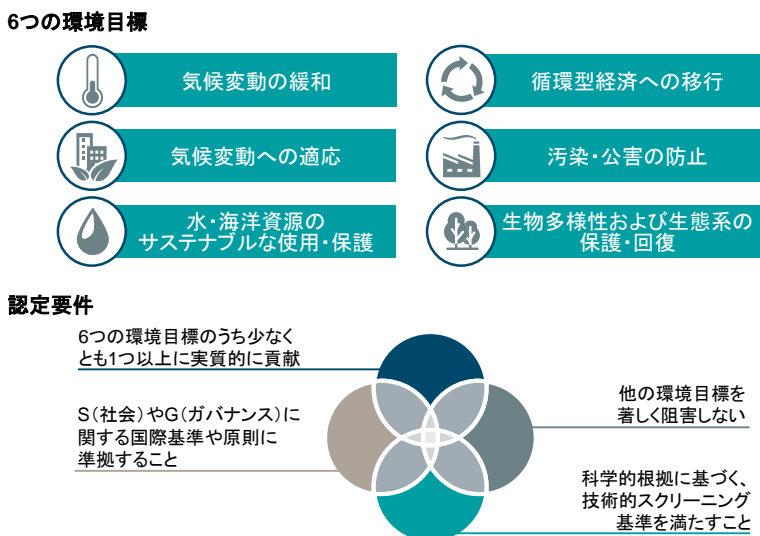 6つの環境目標
気候変動の緩和
循環型経済への移行
気候変動への適応
汚染・公害の防止
水・海洋資源の
サステナブルな使用・保護
生物多様性および生態系の
保護・回復
認定要件
6つの環境目標のうち少なく
とも1つ以上に実質的に貢献
S(社会)やG(ガバナンス)に
関する国際基準や原則に
準拠すること
他の環境目標を
著しく阻害しない
科学的根拠に基づく、
技術的スクリーニング
基準を満たすこと